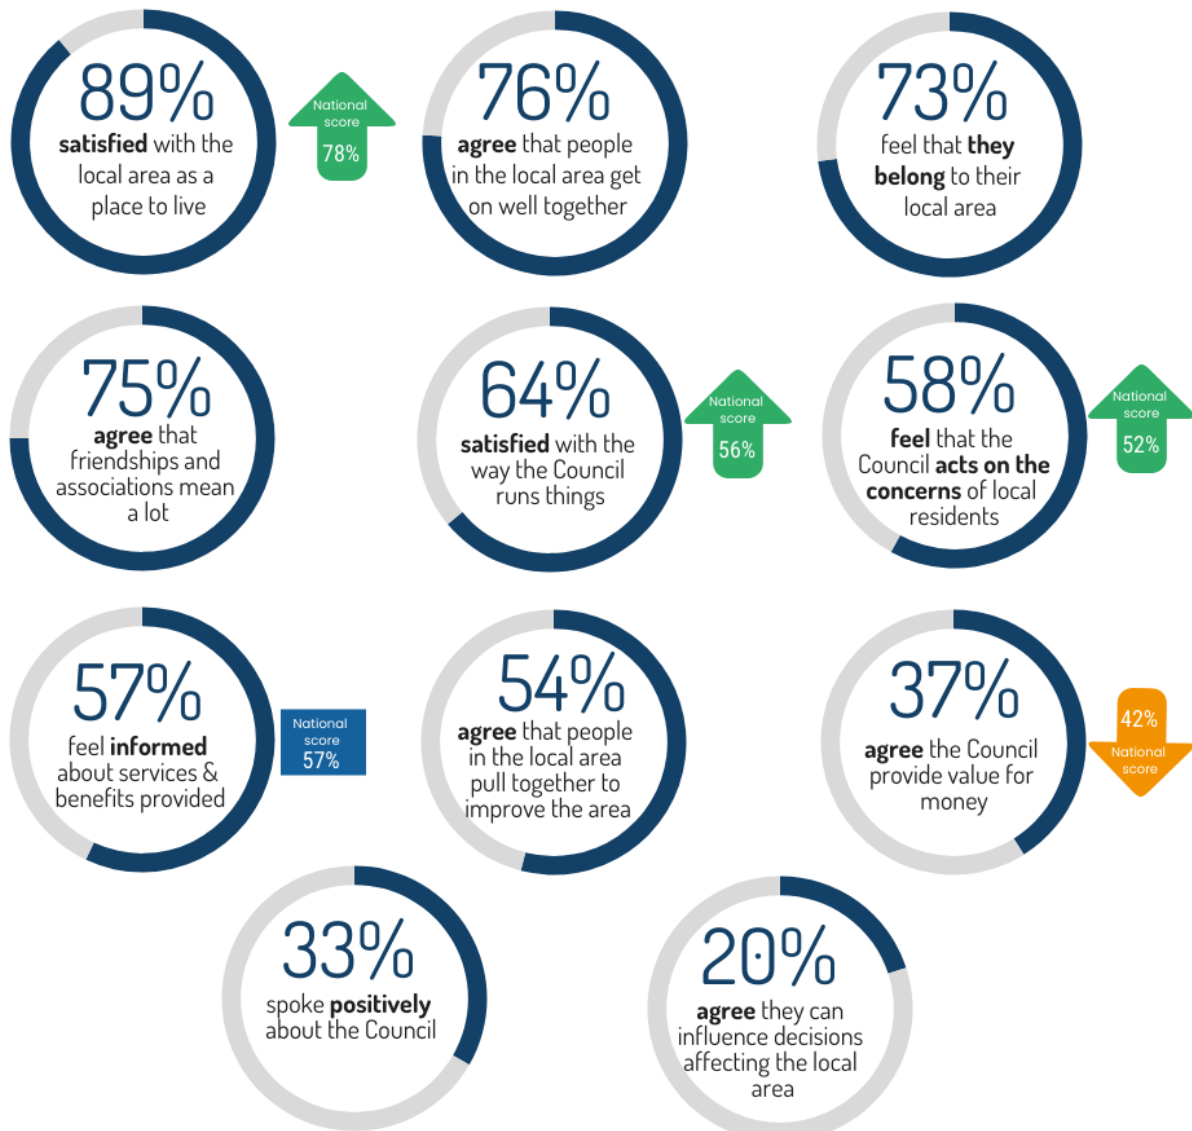 89%
satisfied with the
local area as a
place to live
National
score
78%
76%
agree that people
in the local area get
on well together
73%
feel that they
belong to their
local area
75%
agree that
friendships and
associations mean
a lot
64%
satisfied with the
way the Council
runs things
National
score
56%
58%
feel that the
Council acts on the
concerns of local
residents
National
score
52%
57%
feel informed
about services &
benefits provided
National
score
57%
54%
agree that people
in the local area
pull together to
improve the area
37%
agree the Council
provide value for
money
42%
National
score
33%
spoke positively
about the Council
20%
agree they can
influence decisions
affecting the local
area